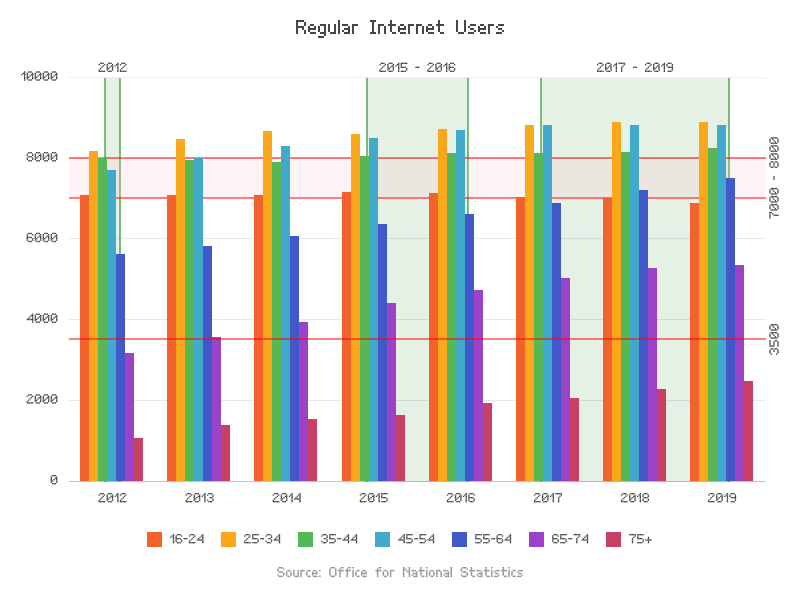 Regular Internet Users
2012
2015 - 2016
2017 - 2019
10000
8000
6000
4000
2000
0
7000 - 8000
3500
2012 2013 2014 2015 2016 2017 2018 2019
16-24 25-34 35-44 45-54 55-64 65-74 75+
Source: Office for National Statistics